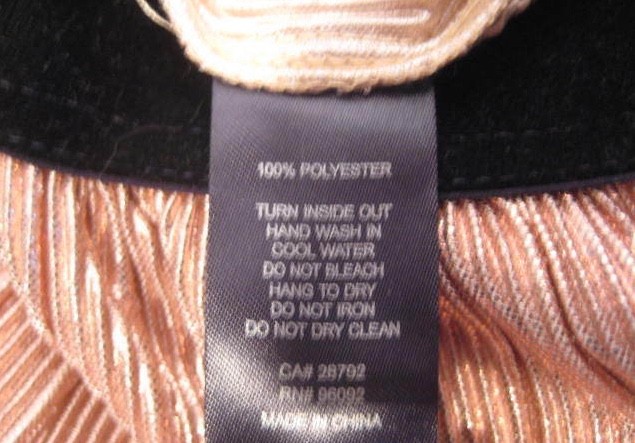 100% POLYESTER
TURN INSIDE OUT
HAND WASH IN
COOL WATER
DO NOT BLEACH
HANG TO DRY
DO NOT IRON
DO NOT DRY CLEAN
CA# 28792
RN# 96092
MADE IN CHINA